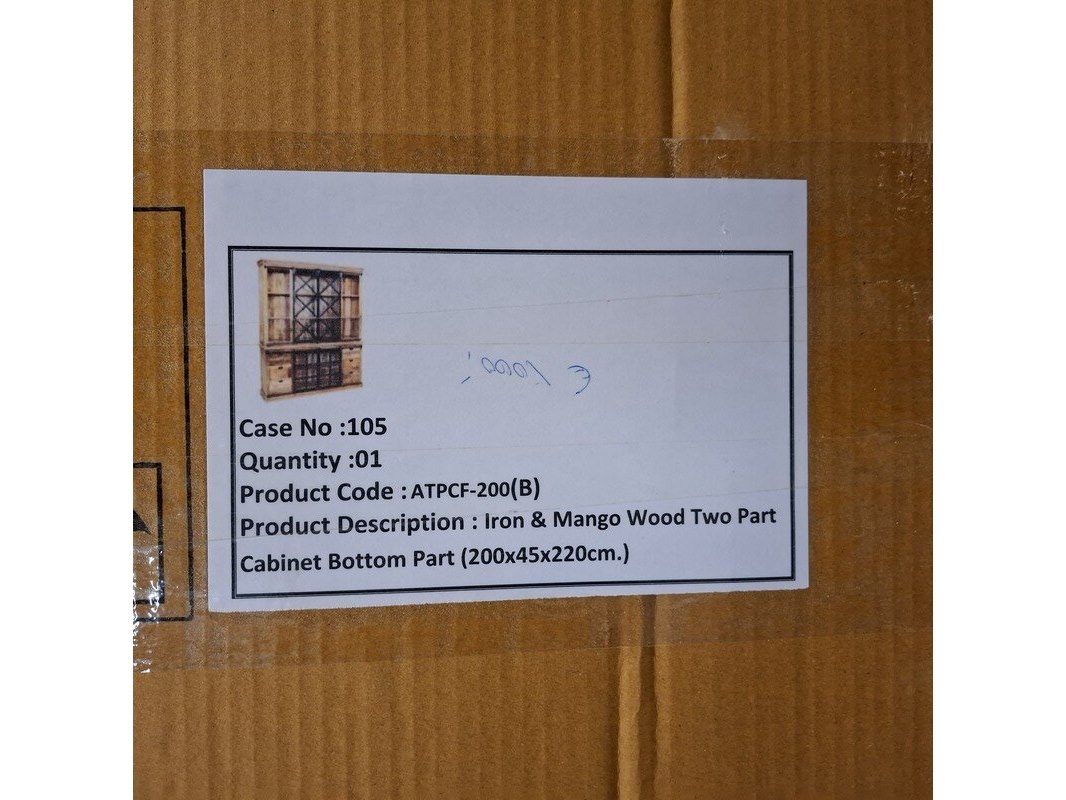 Case No :105
Quantity :01
Product Code : ATPCF-200(B)
Product Description : Iron & Mango Wood Two Part
Cabinet Bottom Part (200x45x220cm.)